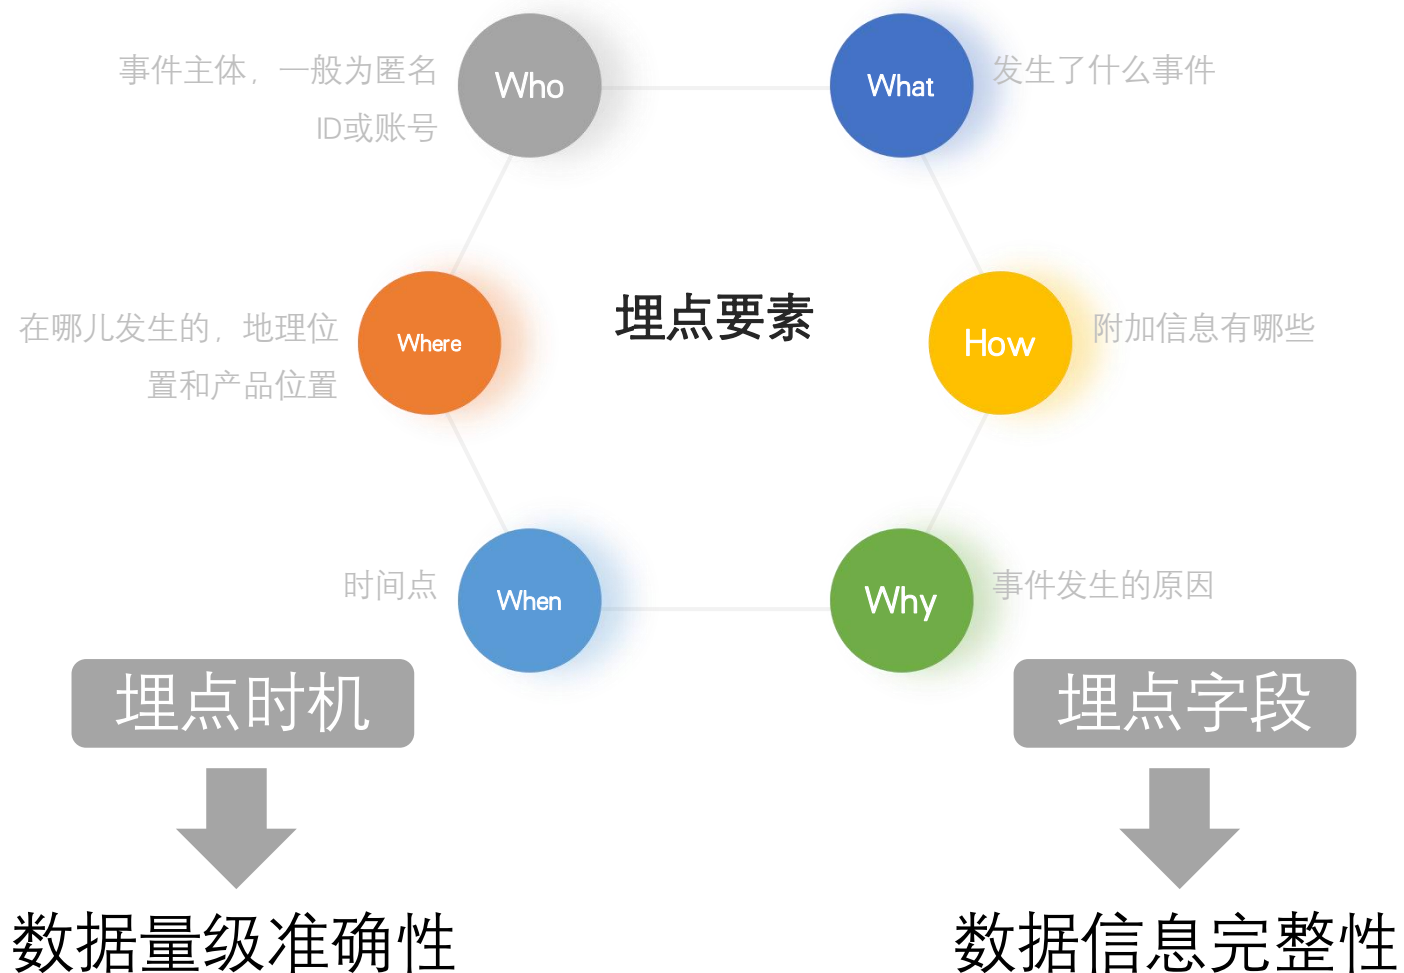 事件主体，一般为匿名
ID或账号
Who
What
发生了什么事件
在哪儿发生的，地理位
置和产品位置
Where
埋点要素
How
附加信息有哪些
时间点
When
Why
事件发生的原因
埋点时机
埋点字段
数据量级准确性
数据信息完整性